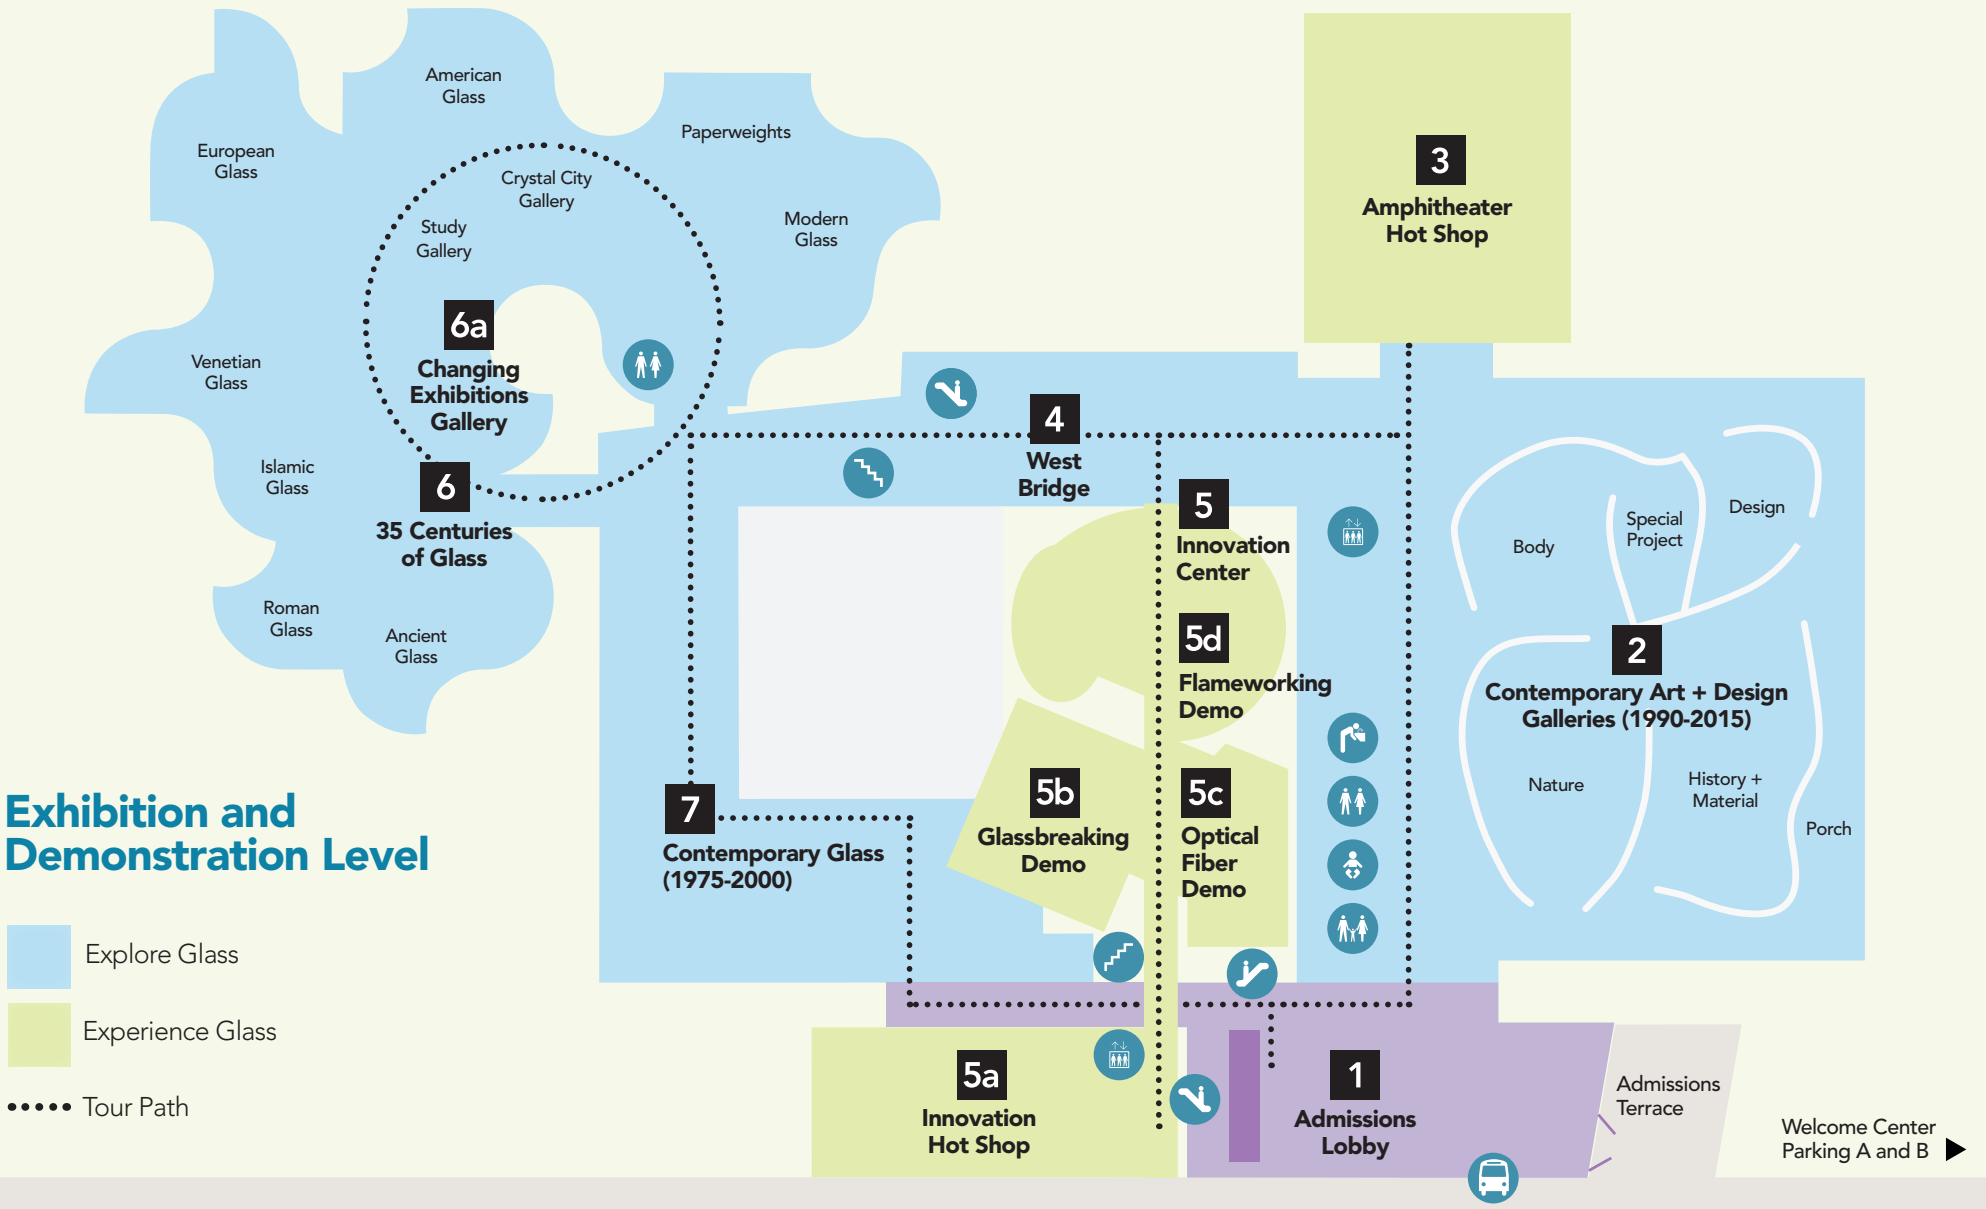 American
Glass
European
Glass
Paperweights
Crystal City
Gallery
Study
Gallery
Modern
Glass
6a
Changing
Exhibitions
Gallery
Venetian
Glass
Islamic
Glass
6
35 Centuries
of Glass
Roman
Glass
Ancient
Glass
3
Amphitheater
Hot Shop
4
West
Bridge
5
Innovation
Center
5d
Flameworking
Demo
5b
Glassbreaking
Demo
5c
Optical
Fiber
Demo
Body
Special
Project
Design
2
Contemporary Art + Design
Galleries (1990-2015)
Nature
History +
Material
Porch
7
Contemporary Glass
(1975-2000)
5a
Innovation
Hot Shop
1
Admissions
Lobby
Admissions
Terrace
Welcome Center
Parking A and B
Exhibition and
Demonstration Level
Explore Glass
Experience Glass
Tour Path